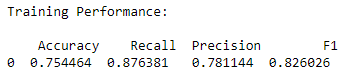 Training Performance:
Accuracy Recall Precision F1
0 0.754464 0.876381 0.781144 0.826026